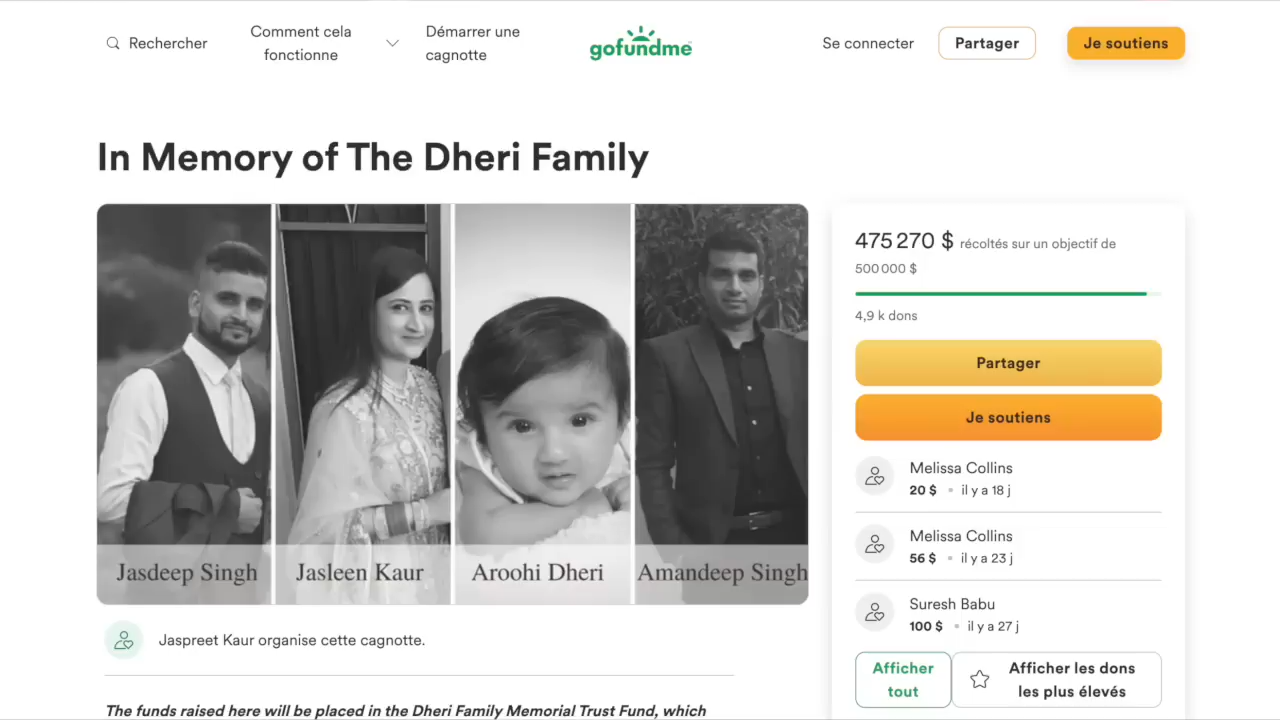 Rechercher
Comment cela
fonctionne
Démarrer une
cagnotte
gofundme
Se connecter
Partager
Je soutiens
In Memory of The Dheri Family
Jasdeep Singh
Jasleen Kaur
Aroohi Dheri
Amandeep Singh
Jaspreet Kaur organise cette cagnotte.
The funds raised here will be placed in the Dheri Family Memorial Trust Fund, which
475 270 $ récoltés sur un objectif de
500 000 $
4,9 k dons
Partager
Je soutiens
Melissa Collins
20 $ • il y a 18 j
Melissa Collins
56 $ • il y a 23 j
Suresh Babu
100 $ • il y a 27 j
Afficher
tout
Afficher les dons
les plus élevés